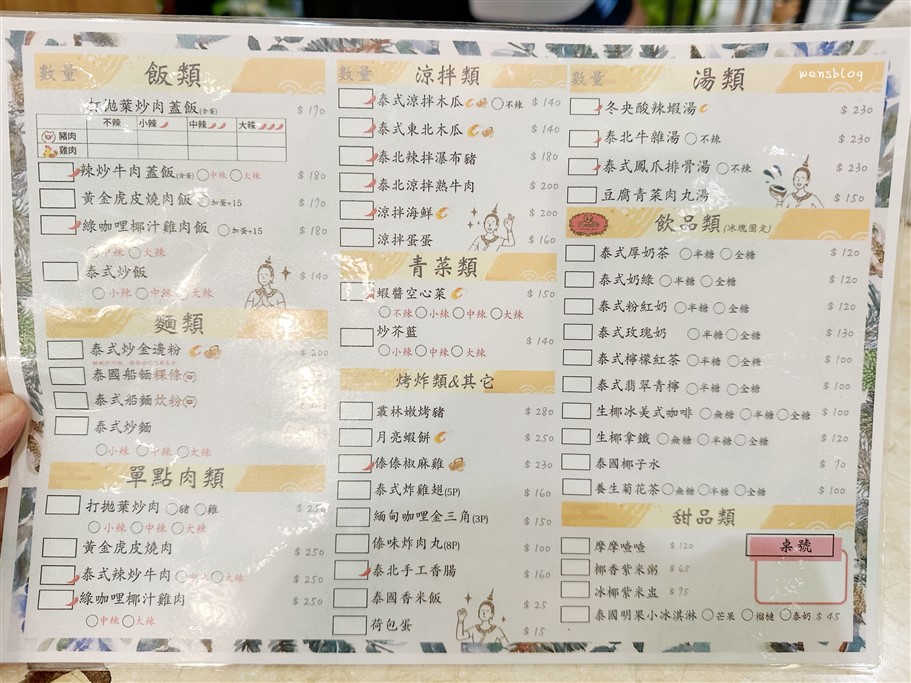 wensblog
數量 飯類
打拋葉炒肉蓋飯(含蛋) $170
不辣 小辣 中辣 大辣
豬肉
雞肉
辣炒牛肉蓋飯(含蛋) 中辣 大辣 $180
黃金虎皮燒肉飯 加蛋+15 $170
綠咖哩椰汁雞肉飯 加蛋+15 $180
中辣 大辣
泰式炒飯 $140
小辣 中辣 大辣
麵類
泰式炒金邊粉 $200
泰國船麵粿條
泰式船麵炊粉
泰式炒麵
小辣 中辣 大辣
單點肉類
打拋葉炒肉 豬 雞 $250
小辣 中辣 大辣
黃金虎皮燒肉 $250
泰式辣炒牛肉 中辣 大辣 $250
綠咖哩椰汁雞肉 $250
中辣 大辣
數量 涼拌類
泰式涼拌木瓜 不辣 $140
泰式東北木瓜 $140
泰北辣拌瀑布豬 $180
泰北涼拌熟牛肉 $200
涼拌海鮮 $200
涼拌蛋蛋 $160
青菜類
蝦醬空心菜 $150
不辣 小辣 中辣 大辣
炒芥藍 $140
小辣 中辣 大辣
烤炸類&其它
叢林嫩烤豬 $280
月亮蝦餅 $250
傣傣椒麻雞 $230
泰式炸雞翅(5P) $160
緬甸咖哩金三角(3P) $150
傣味炸肉丸(8P) $100
泰北手工香腸 $160
泰國香米飯 $25
荷包蛋 $15
數量 湯類
冬央酸辣蝦湯 $230
泰北牛雜湯 不辣 $230
泰式鳳爪排骨湯 不辣 $230
豆腐青菜肉丸湯 $150
飲品類(冰塊固定)
泰式厚奶茶 半糖 全糖 $120
泰式奶綠 半糖 全糖 $120
泰式粉紅奶 半糖 全糖 $120
泰式玫瑰奶 半糖 全糖 $130
泰式檸檬紅茶 半糖 全糖 $100
泰式翡翠青檸 半糖 全糖 $100
生椰冰美式咖啡 無糖 半糖 全糖 $100
生椰拿鐵 無糖 半糖 全糖 $120
泰國椰子水 $70
養生菊花茶 無糖 半糖 全糖 $100
甜品類
摩摩喳喳 $120
椰香紫米粥 $65
冰椰紫米盅 $75
泰國明果小冰淇淋 芒果 榴槤 泰奶 $45
桌號